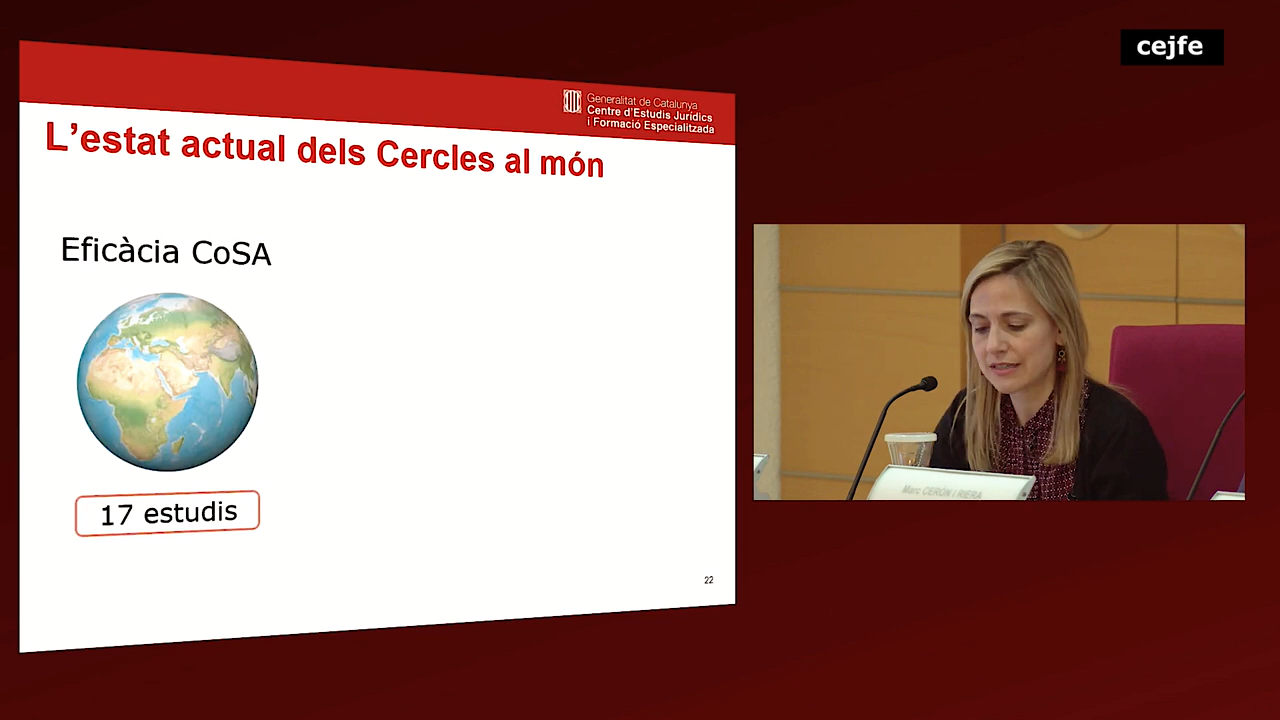 cejfe
Generalitat de Catalunya
Centre d'Estudis Jurídics
i Formació Especialitzada
L'estat actual dels Cercles al món
Eficàcia CoSA
17 estudis
22
Marc CERÓN I RIERA